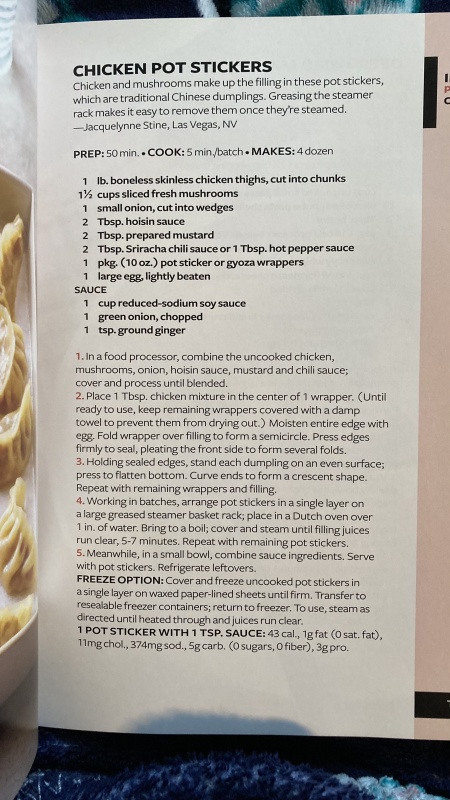 CHICKEN POT STICKERS
Chicken and mushrooms make up the filling in these pot stickers,
which are traditional Chinese dumplings. Greasing the steamer
rack makes it easy to remove them once they're steamed.
—Jacquelynne Stine, Las Vegas, NV
PREP: 50 min. • COOK: 5 min./batch • MAKES: 4 dozen
1 lb. boneless skinless chicken thighs, cut into chunks
1½ cups sliced fresh mushrooms
1 small onion, cut into wedges
2 Tbsp. hoisin sauce
2 Tbsp. prepared mustard
2 Tbsp. Sriracha chili sauce or 1 Tbsp. hot pepper sauce
1 pkg. (10 oz.) pot sticker or gyoza wrappers
1 large egg, lightly beaten
SAUCE
1 cup reduced-sodium soy sauce
1 green onion, chopped
1 tsp. ground ginger
1. In a food processor, combine the uncooked chicken,
mushrooms, onion, hoisin sauce, mustard and chili sauce;
cover and process until blended.
2. Place 1 Tbsp. chicken mixture in the center of 1 wrapper. (Until
ready to use, keep remaining wrappers covered with a damp
towel to prevent them from drying out.) Moisten entire edge with
egg. Fold wrapper over filling to form a semicircle. Press edges
firmly to seal, pleating the front side to form several folds.
3. Holding sealed edges, stand each dumpling on an even surface;
press to flatten bottom. Curve ends to form a crescent shape.
Repeat with remaining wrappers and filling.
4. Working in batches, arrange pot stickers in a single layer on
a large greased steamer basket rack; place in a Dutch oven over
1 in. of water. Bring to a boil; cover and steam until filling juices
run clear, 5-7 minutes. Repeat with remaining pot stickers.
5. Meanwhile, in a small bowl, combine sauce ingredients. Serve
with pot stickers. Refrigerate leftovers.
FREEZE OPTION: Cover and freeze uncooked pot stickers in
a single layer on waxed paper-lined sheets until firm. Transfer to
resealable freezer containers; return to freezer. To use, steam as
directed until heated through and juices run clear.
1 POT STICKER WITH 1 TSP. SAUCE: 43 cal., 1g fat (0 sat. fat),
11mg chol., 374mg sod., 5g carb. (0 sugars, 0 fiber), 3g pro.